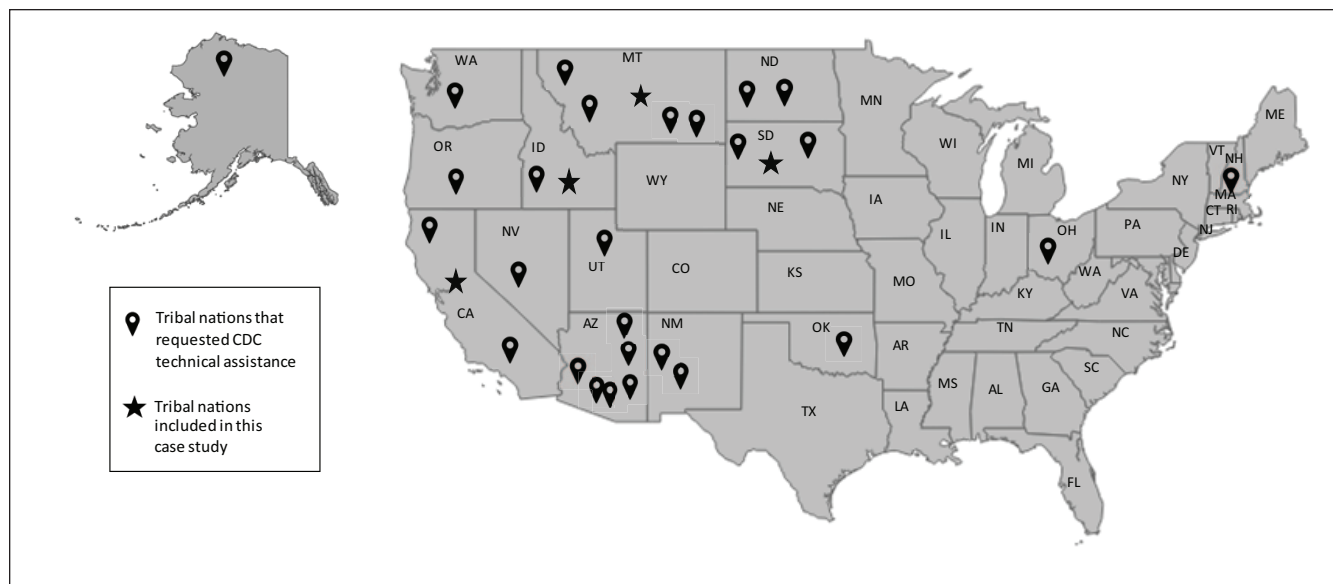 WA
MT
ND
MN
ME
OR
ID
SD
WI
VT
NH
MI
WY
NY
MA
CT
RI
NE
IA
NV
IL
IN
OH
PA
NJ
UT
CO
KS
MO
WA
DE
KY
VA
CA
AZ
NM
OK
TN
NC
AR
SC
MS
AL
GA
LA
TX
FL
Tribal nations that
requested CDC
technical assistance
Tribal nations
included in this
case study